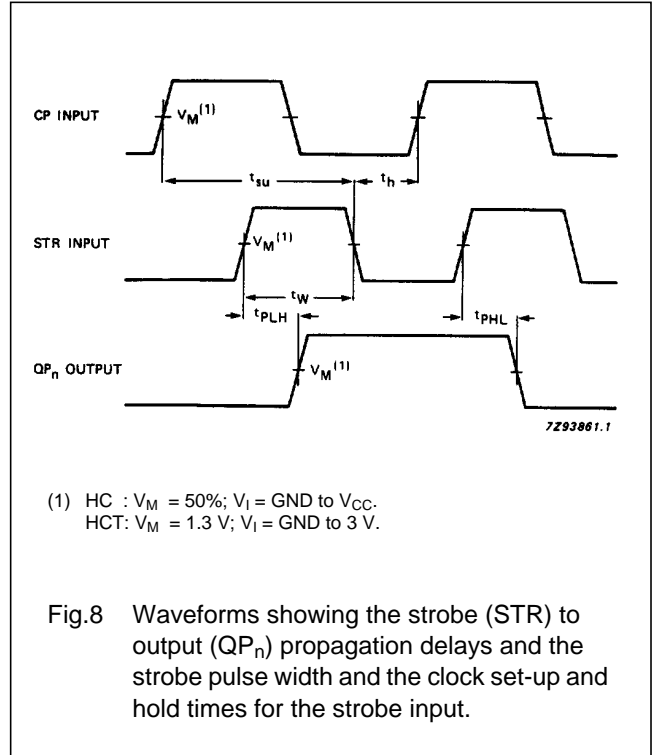 CP INPUT
VM(1)
tsu
th
STR INPUT
VM(1)
tW
tPLH
tPHL
QPn OUTPUT
VM(1)
7Z93861.1
(1) HC : VM = 50%; VI = GND to VCC.
HCT: VM = 1.3 V; VI = GND to 3 V.
Fig.8 Waveforms showing the strobe (STR) to
output (QPn) propagation delays and the
strobe pulse width and the clock set-up and
hold times for the strobe input.